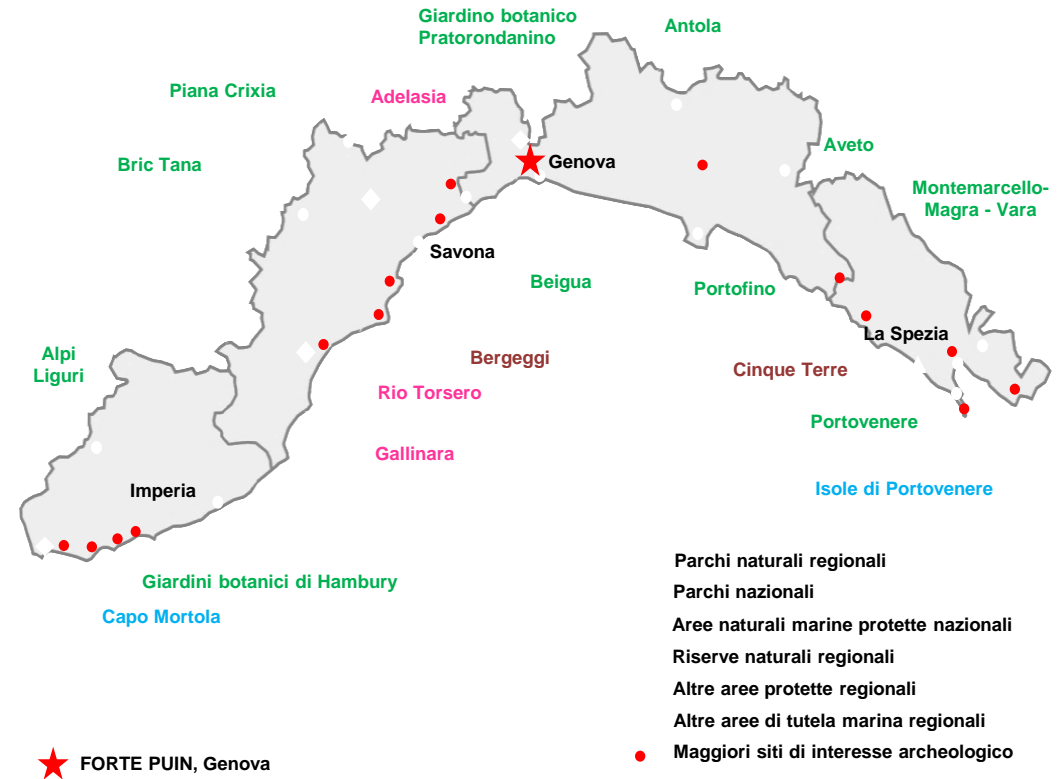 Giardino botanico
Pratorondanino
Antola
Piana Crixia
Adelasia
Bric Tana
Genova
Aveto
Montemarcello-
Magra - Vara
Savona
Beigua
Portofino
La Spezia
Alpi
Liguri
Bergeggi
Cinque Terre
Rio Torsero
Portovenere
Gallinara
Imperia
Isole di Portovenere
Giardini botanici di Hambury
Capo Mortola
Parchi naturali regionali
Parchi nazionali
Aree naturali marine protette nazionali
Riserve naturali regionali
Altre aree protette regionali
Altre aree di tutela marina regionali
Maggiori siti di interesse archeologico
FORTE PUIN, Genova